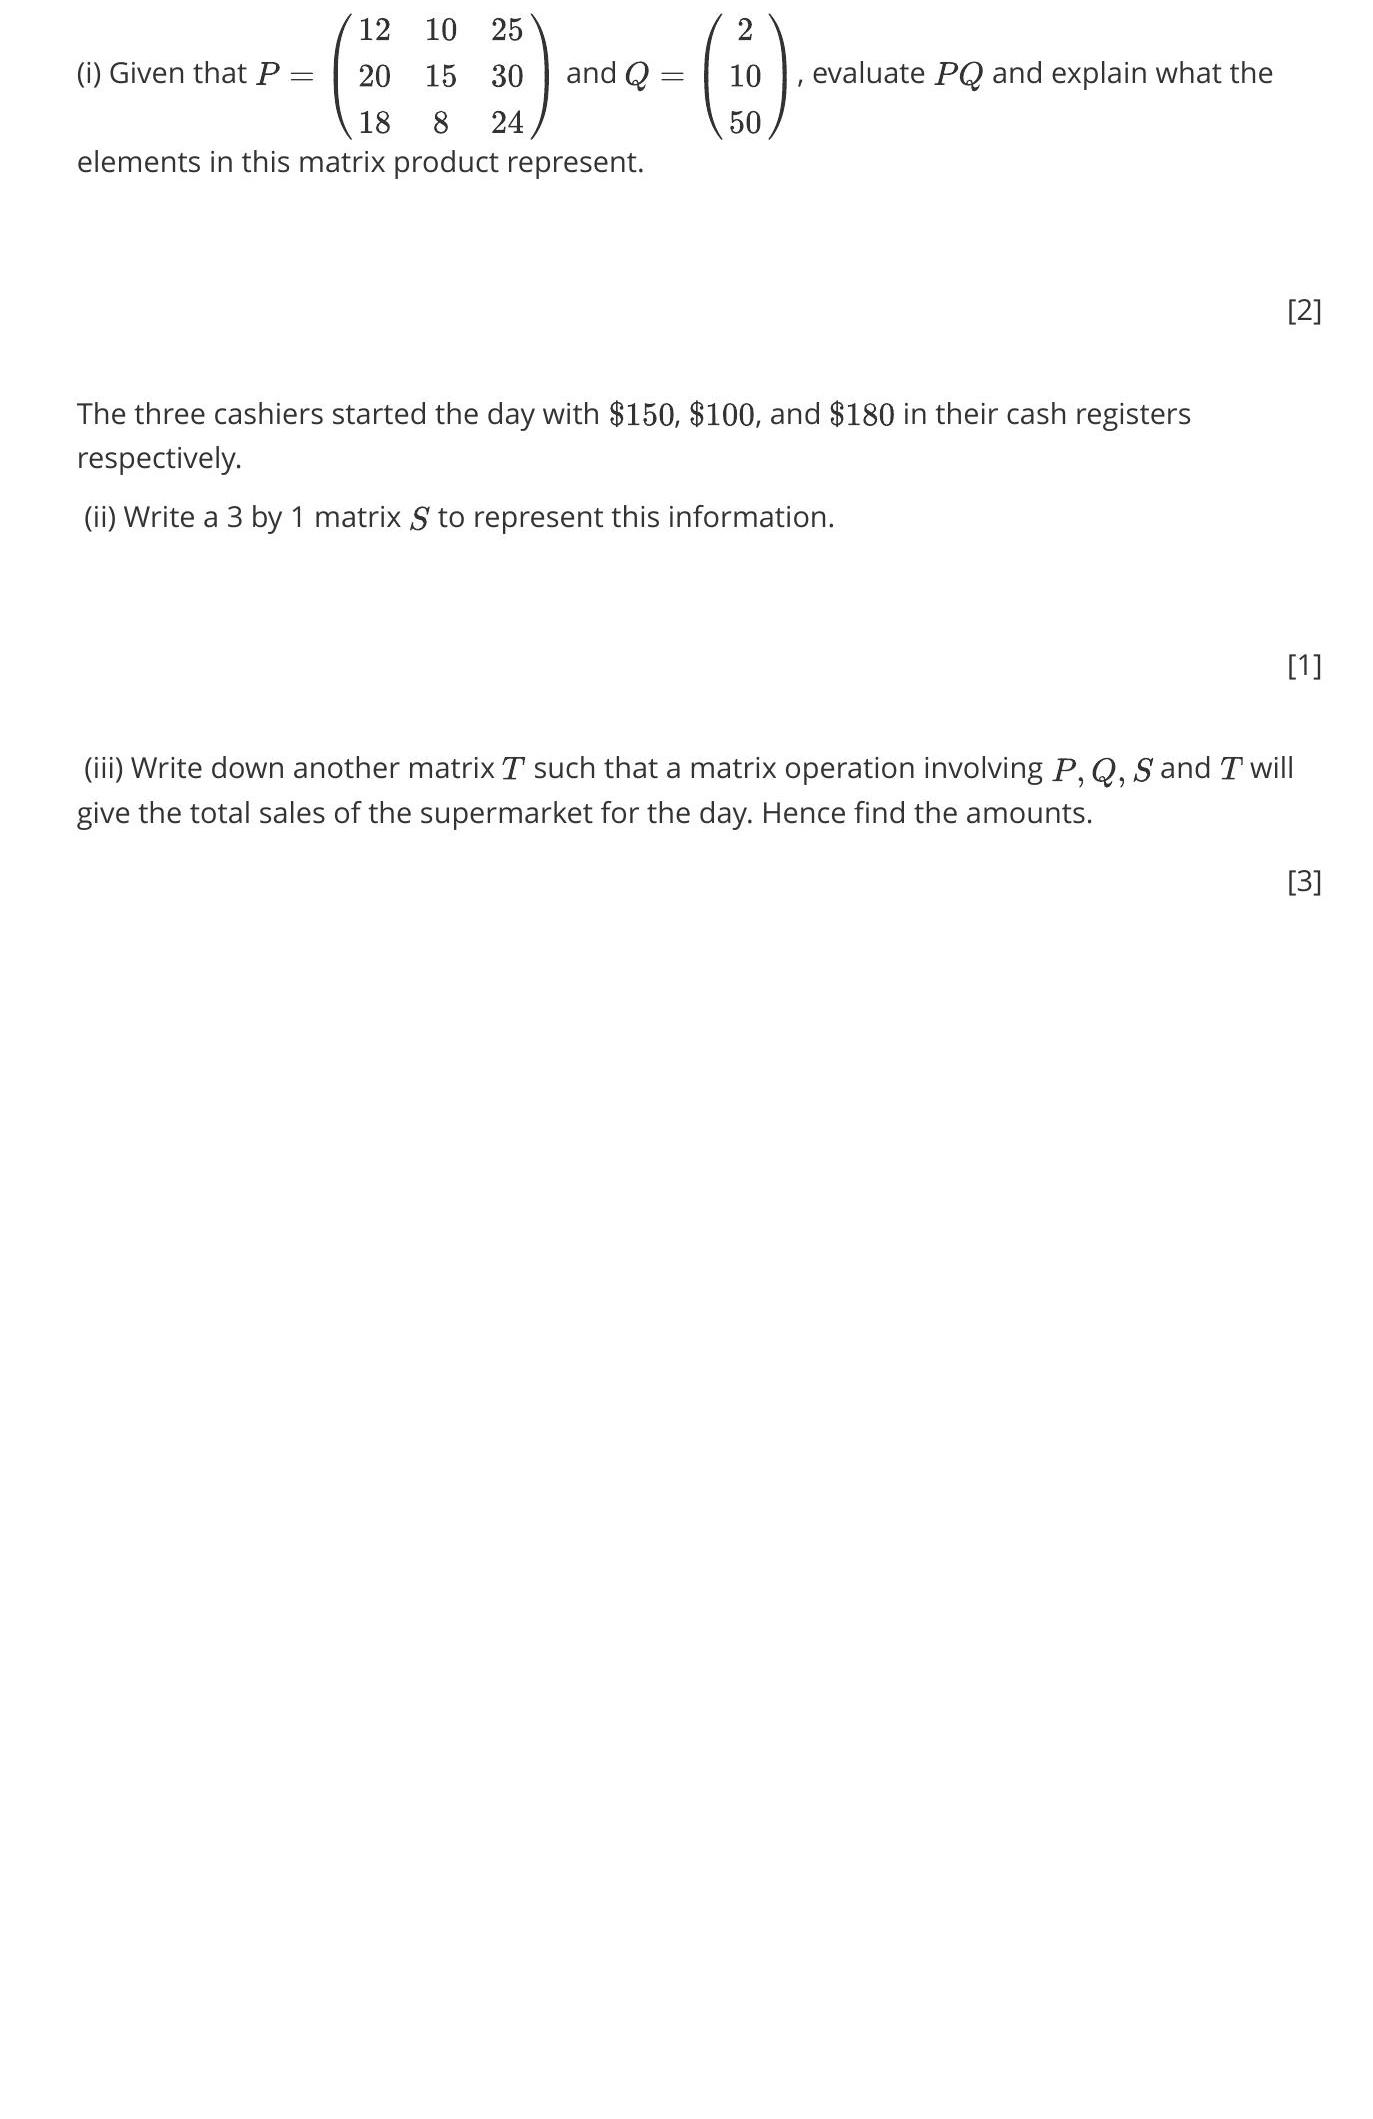 (i) Given that $P = \begin{pmatrix} 12 & 10 & 25 \\ 20 & 15 & 30 \\ 18 & 8 & 24 \end{pmatrix}$ and $Q = \begin{pmatrix} 2 \\ 10 \\ 50 \end{pmatrix}$, evaluate $PQ$ and explain what the
elements in this matrix product represent.
[2]
The three cashiers started the day with $150, $100, and $180 in their cash registers
respectively.
(ii) Write a 3 by 1 matrix $S$ to represent this information.
[1]
(iii) Write down another matrix $T$ such that a matrix operation involving $P, Q, S$ and $T$ will
give the total sales of the supermarket for the day. Hence find the amounts.
[3]